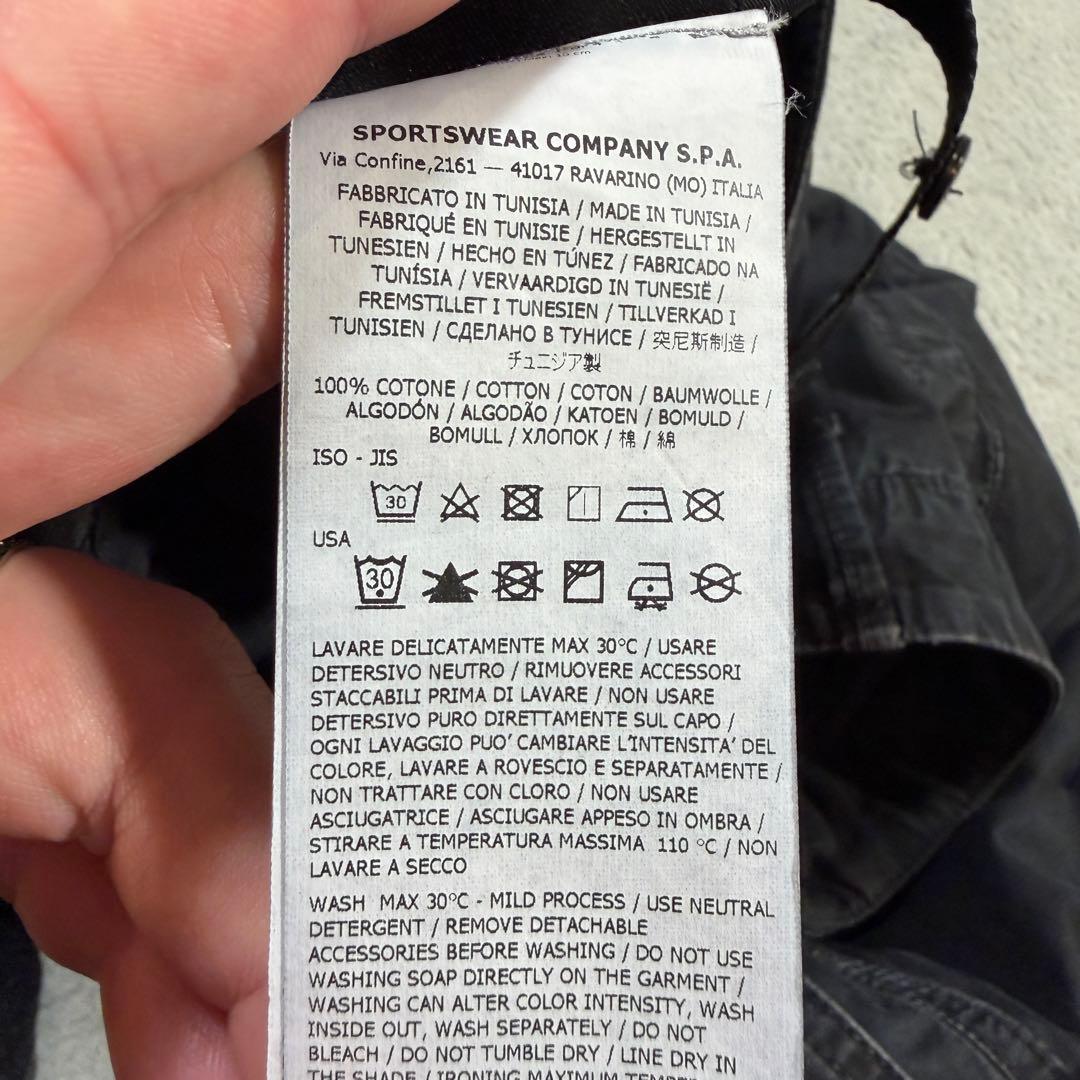 SPORTSWEAR COMPANY S.P.A.
Via Confine,2161 — 41017 RAVARINO (MO) ITALIA
FABBRICATO IN TUNISIA / MADE IN TUNISIA /
FABRIQUÉ EN TUNISIE / HERGESTELLT IN
TUNESIEN / HECHO EN TÚNEZ / FABRICADO NA
TUNÍSIA / VERVAARDIGD IN TUNESIË /
FREMSTILLET I TUNESIEN / TILLVERKAD I
TUNISIEN / СДЕЛАНО В ТУНИСЕ / 突尼斯制造 /
チュニジア製
100% COTONE / COTTON / COTON / BAUMWOLLE /
ALGODÓN / ALGODÃO / KATOEN / BOMULD /
BOMULL / ХЛОПОК / 棉 / 綿
ISO - JIS
30
USA
30
LAVARE DELICATAMENTE MAX 30°C / USARE
DETERSIVO NEUTRO / RIMUOVERE ACCESSORI
STACCABILI PRIMA DI LAVARE / NON USARE
DETERSIVO PURO DIRETTAMENTE SUL CAPO /
OGNI LAVAGGIO PUO' CAMBIARE L'INTENSITA' DEL
COLORE, LAVARE A ROVESCIO E SEPARATAMENTE /
NON TRATTARE CON CLORO / NON USARE
ASCIUGATRICE / ASCIUGARE APPESO IN OMBRA /
STIRARE A TEMPERATURA MASSIMA 110 °C / NON
LAVARE A SECCO
WASH MAX 30°C - MILD PROCESS / USE NEUTRAL
DETERGENT / REMOVE DETACHABLE
ACCESSORIES BEFORE WASHING / DO NOT USE
WASHING SOAP DIRECTLY ON THE GARMENT /
WASHING CAN ALTER COLOR INTENSITY, WASH
INSIDE OUT, WASH SEPARATELY / DO NOT
BLEACH / DO NOT TUMBLE DRY / LINE DRY IN
THE SHADE / IRONING MAXIMUM